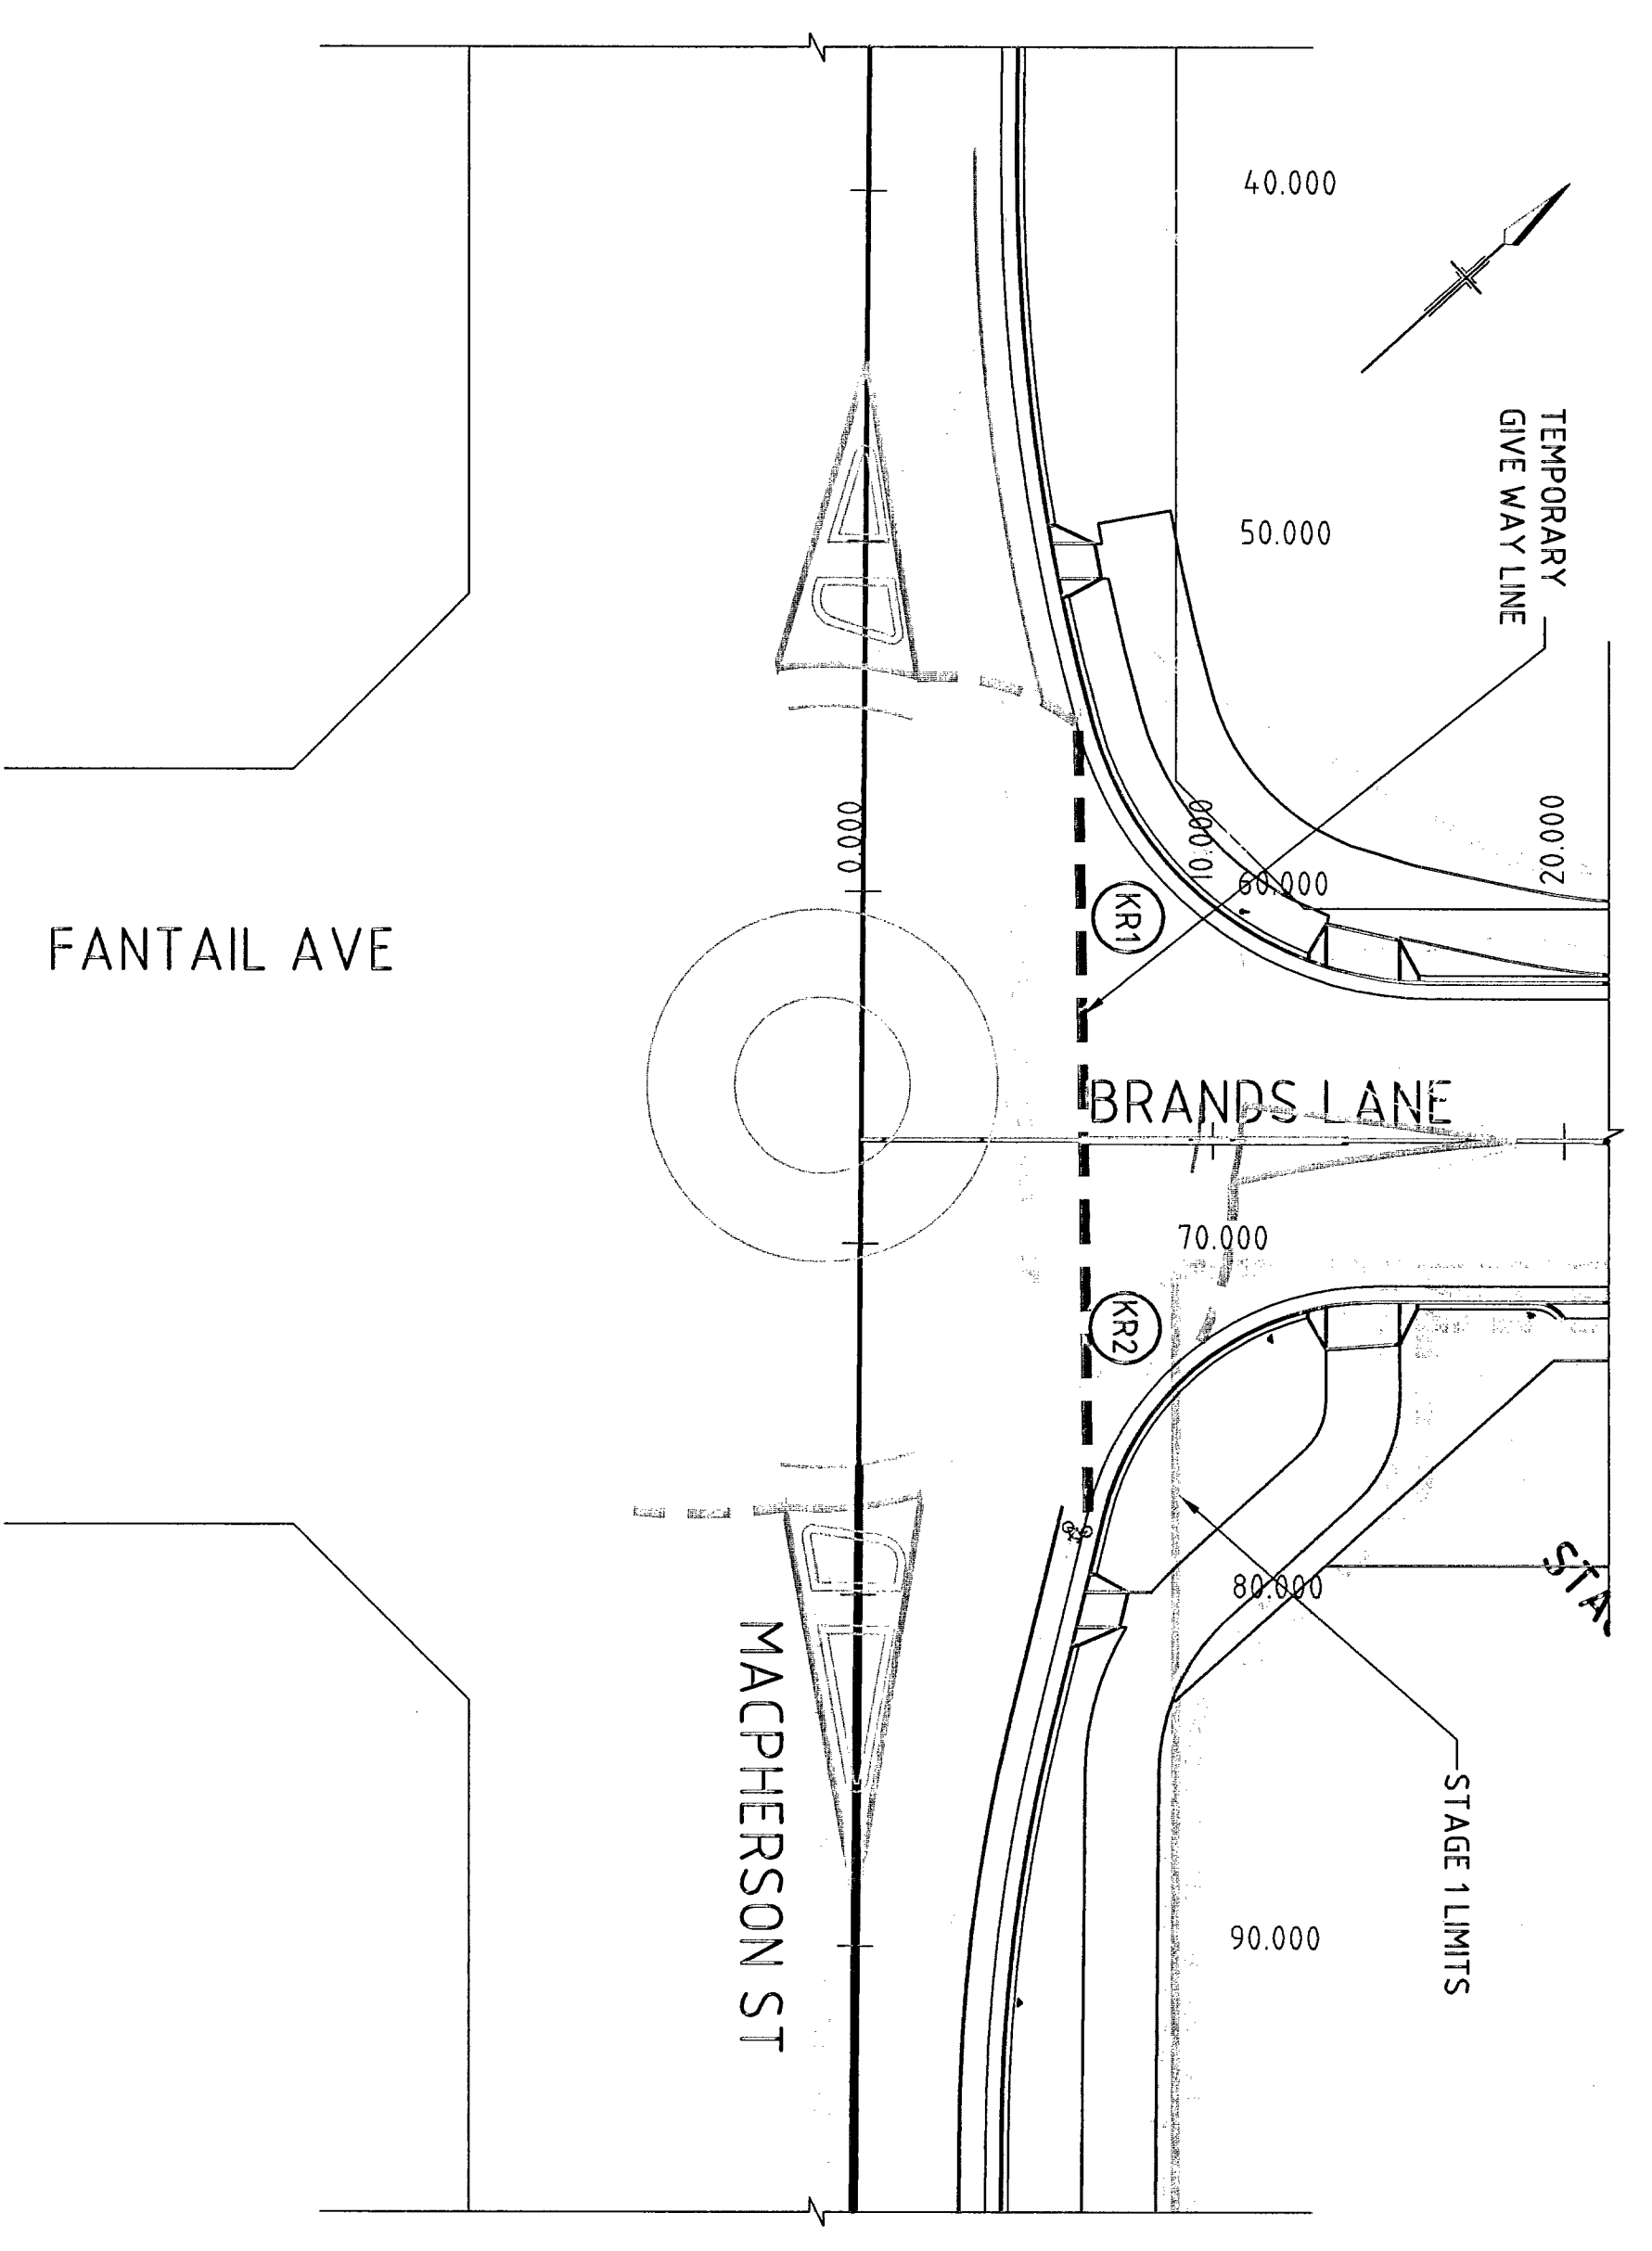 40.000
TEMPORARY
GIVE WAY LINE
50.000
0.000
10.000
20.000
60.000
KR1
FANTAIL AVE
BRANDS LANE
70.000
KR2
STA
80.000
MACPHERSON ST
STAGE 1 LIMITS
90.000